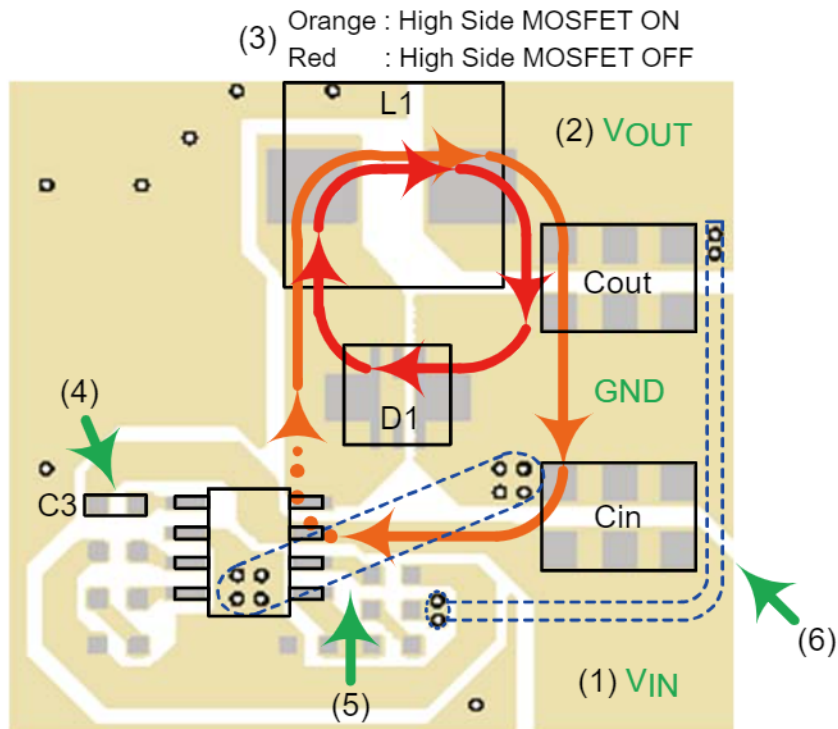 (3) Orange : High Side MOSFET ON
Red : High Side MOSFET OFF
L1
(2) VOUT
Cout
GND
D1
(4)
C3
Cin
(5)
(6)
(1) VIN